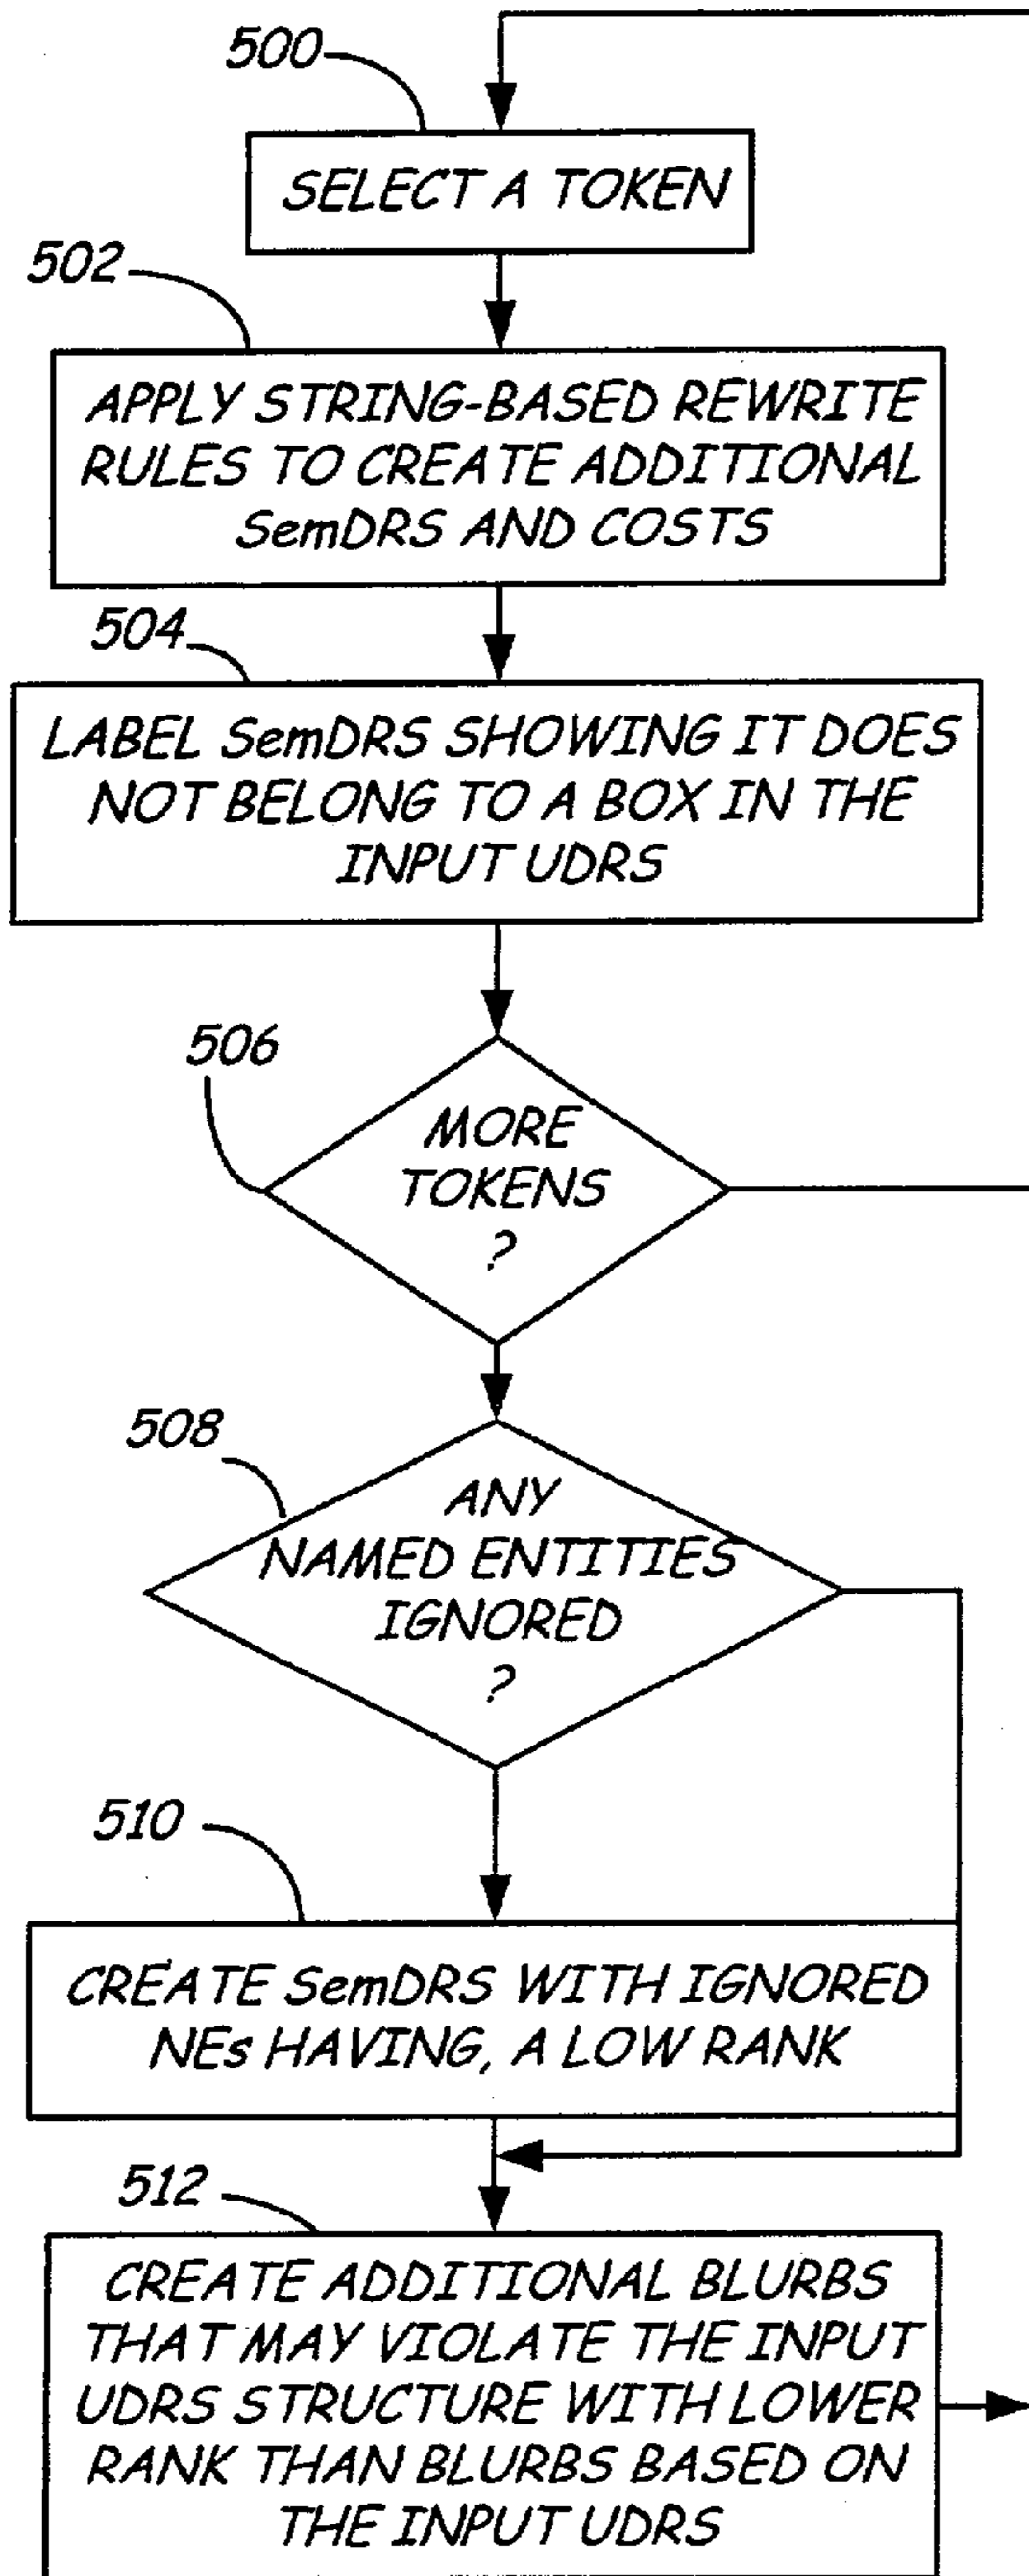 500
SELECT A TOKEN
502
APPLY STRING-BASED REWRITE
RULES TO CREATE ADDITIONAL
SemDRS AND COSTS
504
LABEL SemDRS SHOWING IT DOES
NOT BELONG TO A BOX IN THE
INPUT UDRS
506
MORE
TOKENS
?
508
ANY
NAMED ENTITIES
IGNORED
?
510
CREATE SemDRS WITH IGNORED
NEs HAVING, A LOW RANK
512
CREATE ADDITIONAL BLURBS
THAT MAY VIOLATE THE INPUT
UDRS STRUCTURE WITH LOWER
RANK THAN BLURBS BASED ON
THE INPUT UDRS